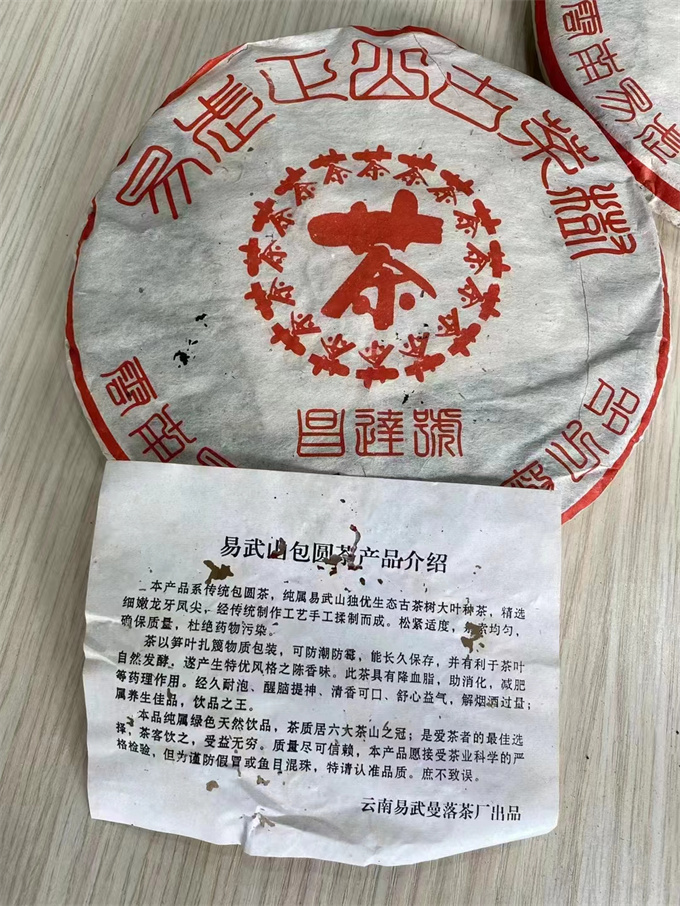 易武正山古茶樹
茶
昌達號
雲南易
品
雲南易武
易武山包圆茶产品介绍
本产品系传统包圆茶，纯属易武山独优生态古茶树大叶种茶，精选
细嫩龙牙凤尖，经传统制作工艺手工揉制而成。松紧适度，条索均匀，
确保质量，杜绝药物污染。
茶以笋叶扎篾物质包装，可防潮防霉，能长久保存，并有利于茶叶
自然发酵，遂产生特优风格之陈香味。此茶具有降血脂，助消化，减肥
等药理作用。经久耐泡、醒脑提神、清香可口、舒心益气，解烟酒过量；
属养生佳品，饮品之王。
本品纯属绿色天然饮品，茶质居六大茶山之冠；是爱茶者的最佳选
择，茶客饮之，受益无穷。质量尽可信赖，本产品愿接受茶业科学的严
格检验，但为谨防假冒或鱼目混珠，特请认准品质。庶不致误。
云南易武曼落茶厂出品